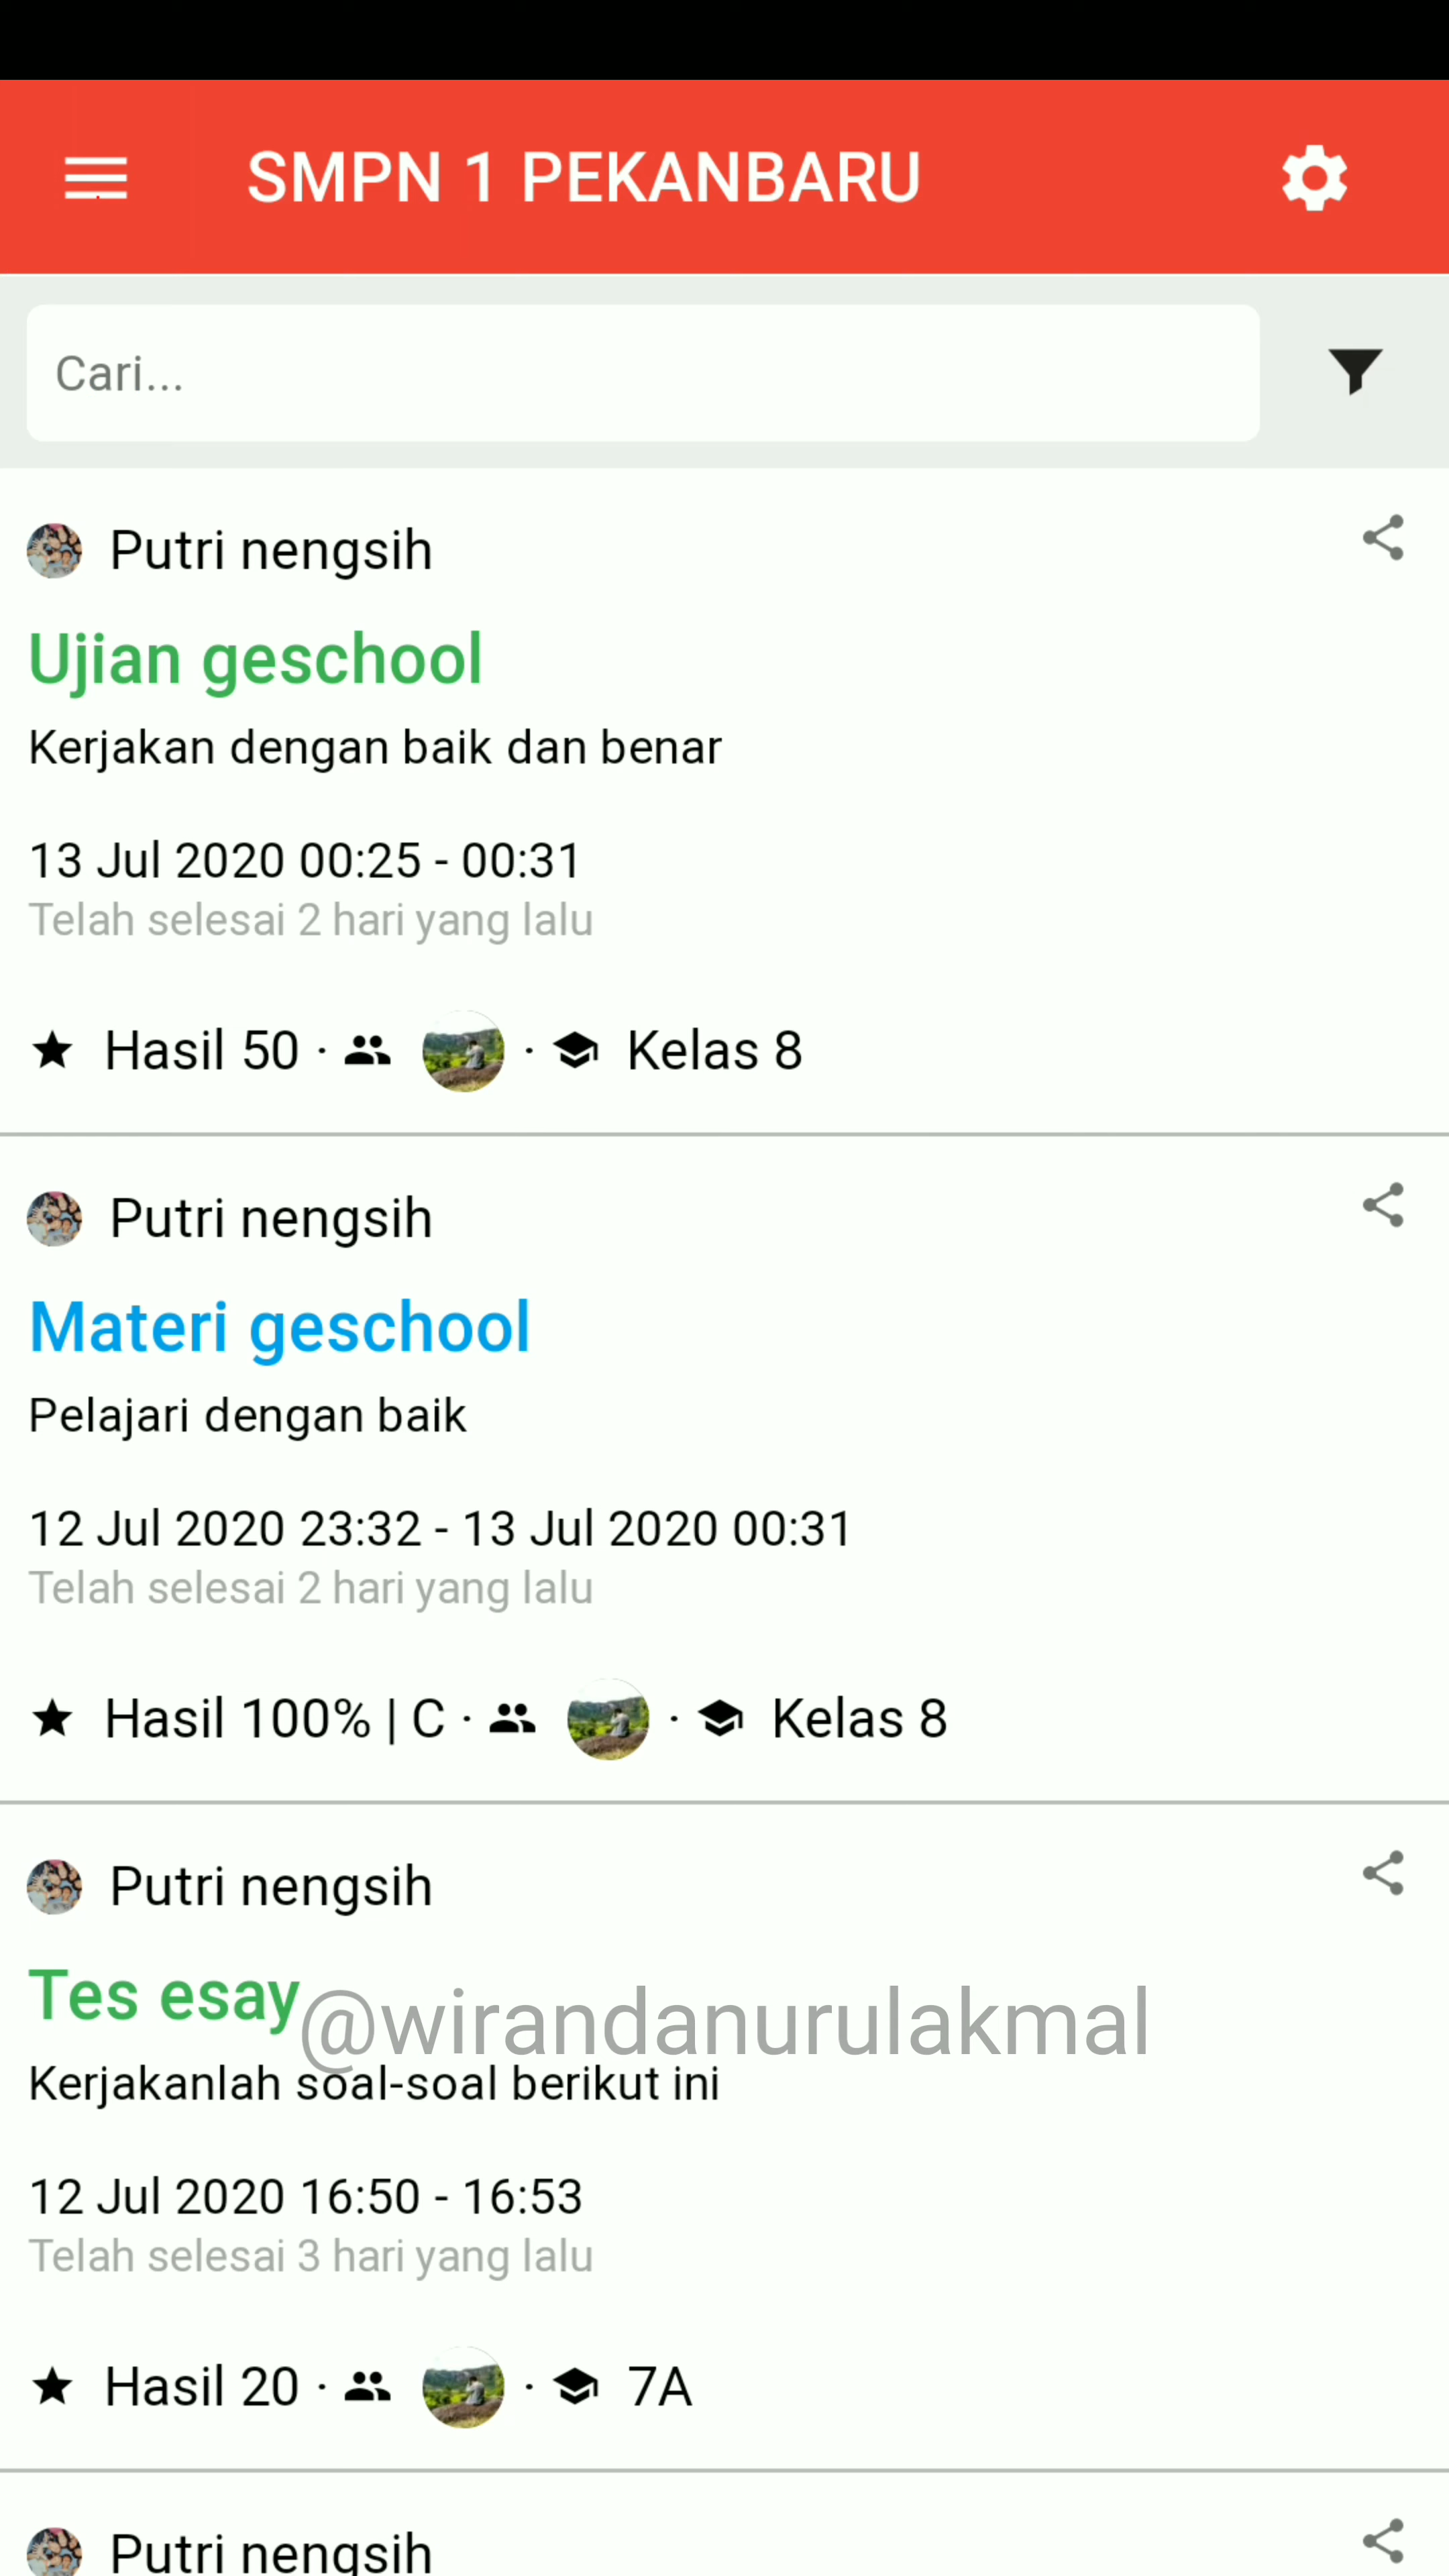 SMPN 1 PEKANBARU
Cari...
Putri nengsih
Ujian geschool
Kerjakan dengan baik dan benar
13 Jul 2020 00:25 - 00:31
Telah selesai 2 hari yang lalu
Hasil 50 · · Kelas 8
Putri nengsih
Materi geschool
Pelajari dengan baik
12 Jul 2020 23:32 - 13 Jul 2020 00:31
Telah selesai 2 hari yang lalu
Hasil 100% | C · · Kelas 8
Putri nengsih
Tes esay
@wirandanurulakmal
Kerjakanlah soal-soal berikut ini
12 Jul 2020 16:50 - 16:53
Telah selesai 3 hari yang lalu
Hasil 20 · · 7A
Putri nengsih